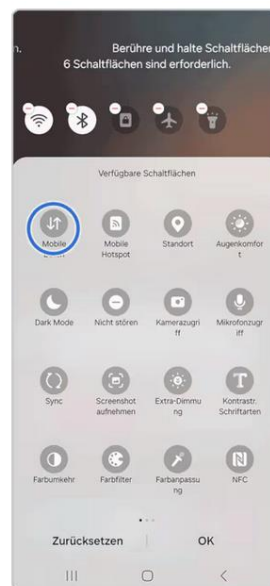 n.
Berühre und halte Schaltfläche
6 Schaltflächen sind erforderlich.
Verfügbare Schaltflächen
Mobile
Mobile
Hotspot
Standort
Augenkomfor
t
Dark Mode
Nicht stören
Kamerazugri
ff
Mikrofonzugr
iff
Sync
Screenshot
aufnehmen
Extra-Dimmu
ng
Kontrastr.
Schriftarten
Farbumkehr
Farbfilter
Farbanpassu
ng
NFC
Zurücksetzen
OK